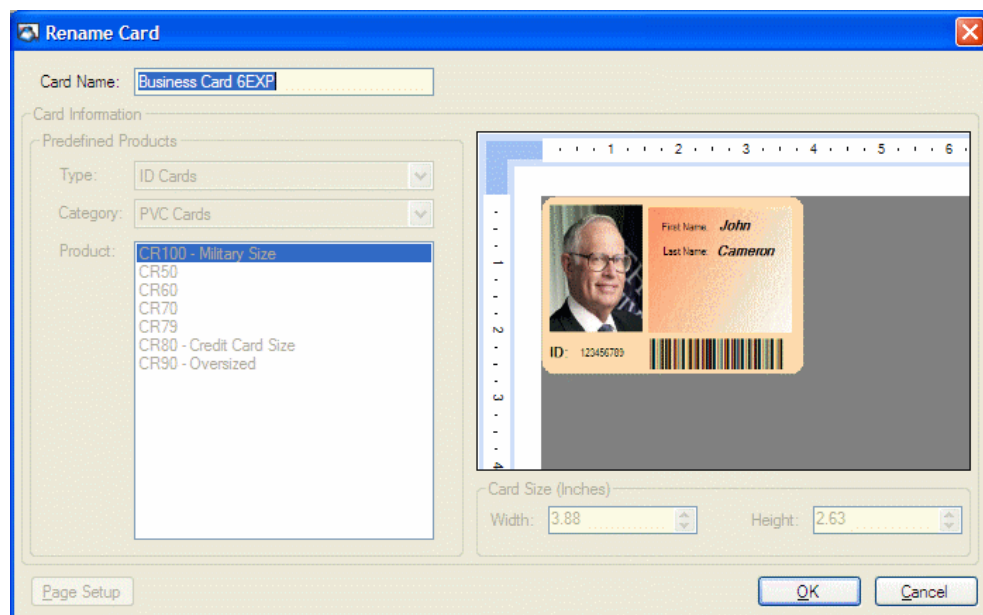 Rename Card
Card Name: Business Card 6EXP
Card Information
Predefined Products
Type: ID Cards
Category: PVC Cards
Product: CR100 - Military Size
CR50
CR60
CR70
CR79
CR80 - Credit Card Size
CR90 - Oversized
1 2 3 4 5 6
1
2
3
4
First Name: John
Last Name: Cameron
ID: 123456789
Card Size (Inches)
Width: 3.88 Height: 2.63
Page Setup OK Cancel